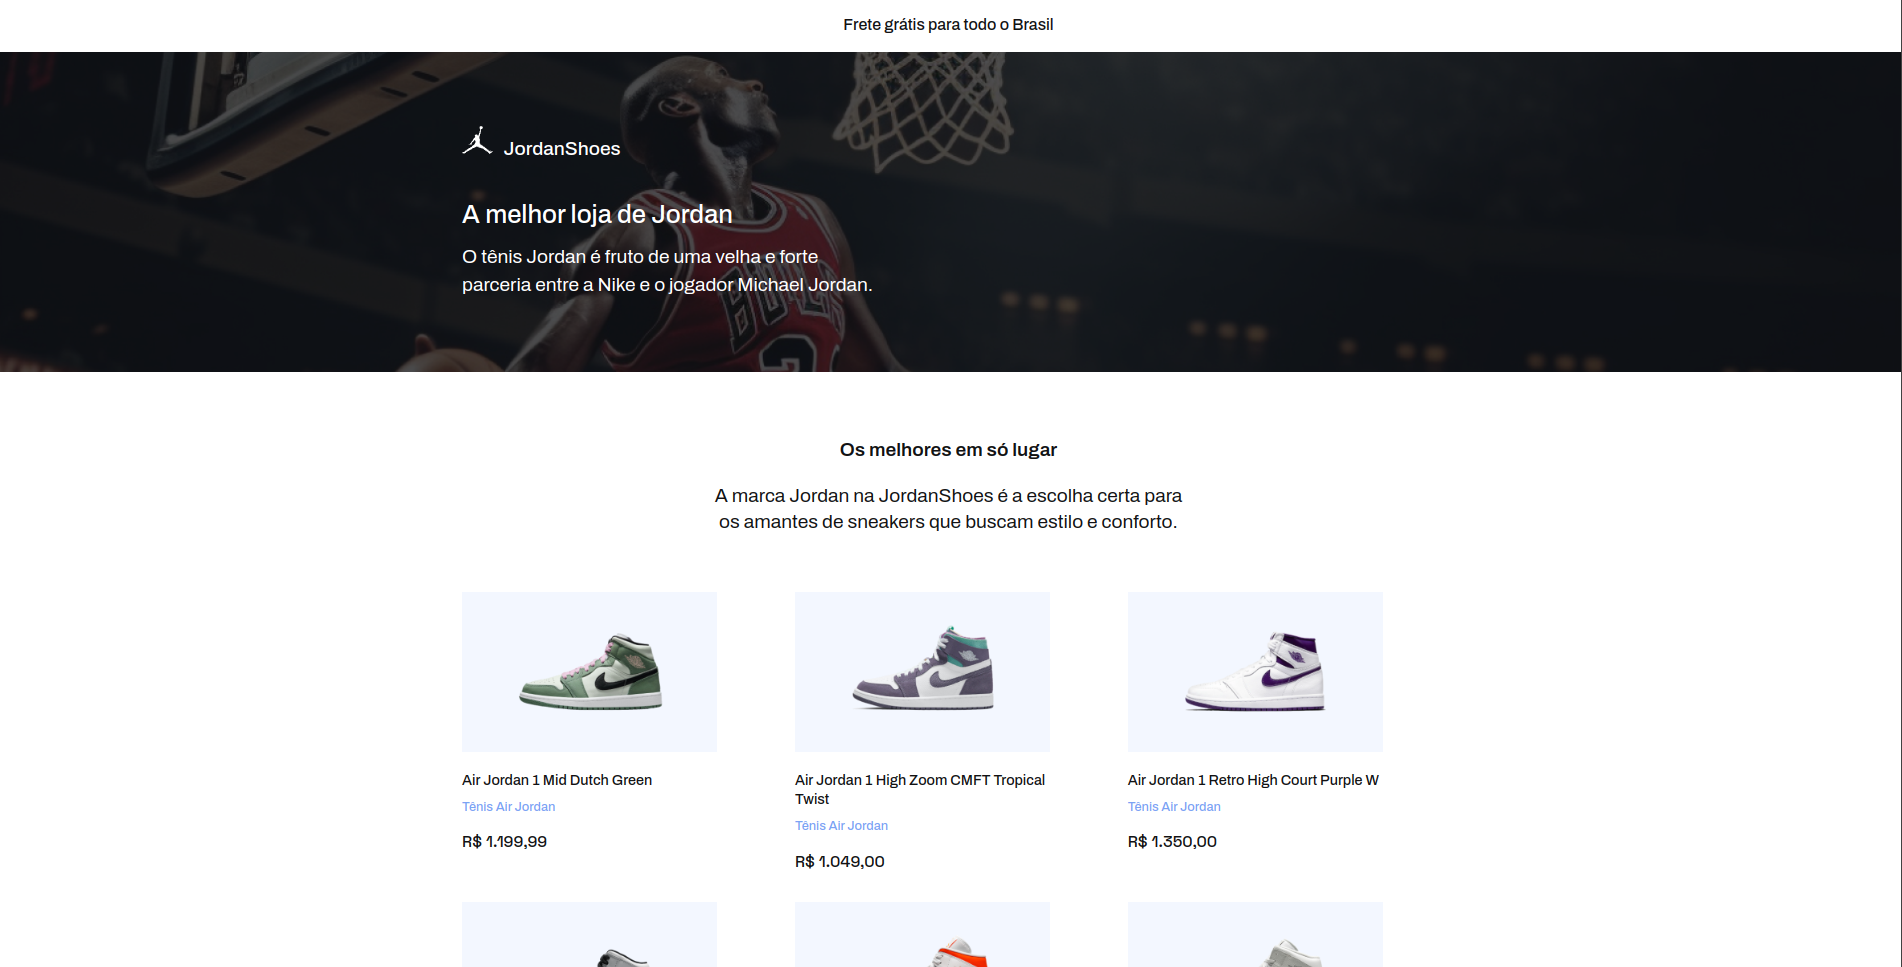 Frete grátis para todo o Brasil
JordanShoes
A melhor loja de Jordan
O tênis Jordan é fruto de uma velha e forte
parceria entre a Nike e o jogador Michael Jordan.
BULLS
2
Os melhores em só lugar
A marca Jordan na JordanShoes é a escolha certa para
os amantes de sneakers que buscam estilo e conforto.
Air Jordan 1 Mid Dutch Green
Tênis Air Jordan
R$ 1.199,99
Air Jordan 1 High Zoom CMFT Tropical
Twist
Tênis Air Jordan
R$ 1.049,00
Air Jordan 1 Retro High Court Purple W
Tênis Air Jordan
R$ 1.350,00